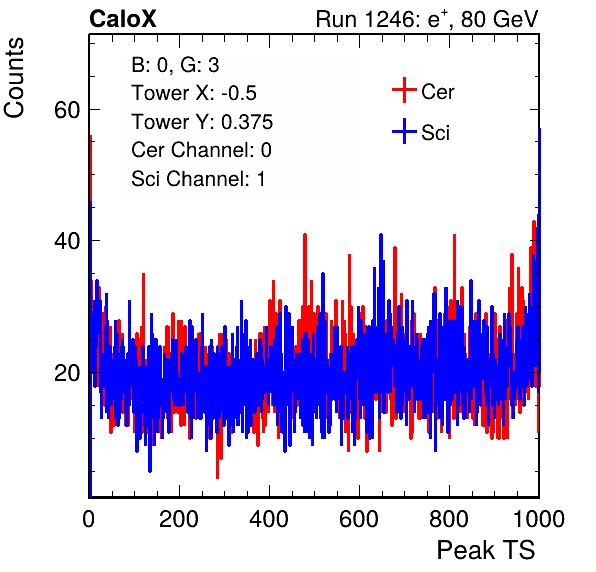 CaloX Run 1246: e⁺, 80 GeV
Counts
B: 0, G: 3
Tower X: -0.5
Tower Y: 0.375
Cer Channel: 0
Sci Channel: 1
Cer
Sci
60
40
20
0 200 400 600 800 1000
Peak TS